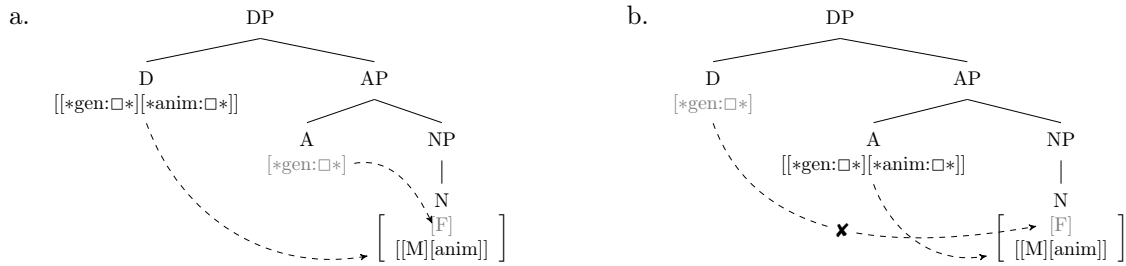 a.
DP
D AP
[[∗gen:□∗][∗anim:□∗]]
A NP
[∗gen:□∗]
N
[F]
[[M][anim]]
b.
DP
D AP
[∗gen:□∗]
A NP
[[∗gen:□∗][∗anim:□∗]]
N
✘ [F]
[[M][anim]]